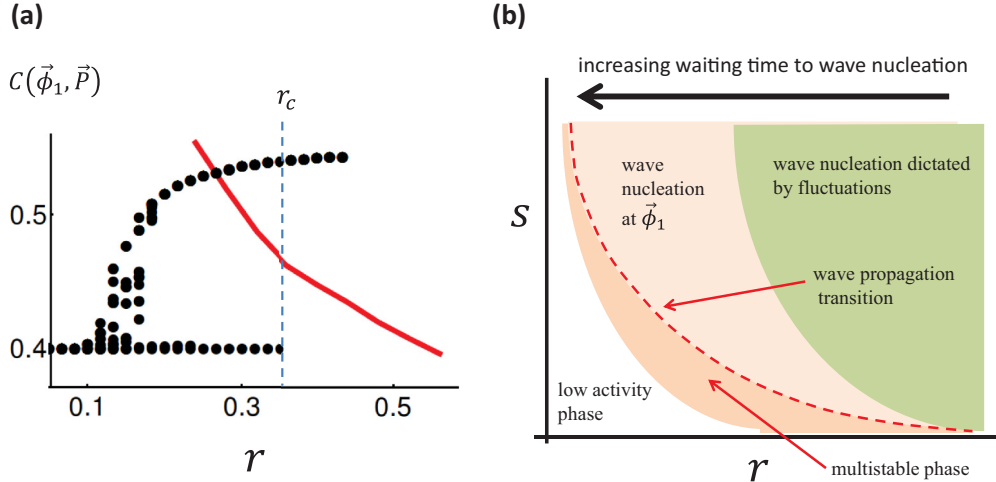 (a)
C(ϕ⃗₁, P⃗)
r_c
0.5
0.4
0.1 0.3 0.5
r
(b)
increasing waiting time to wave nucleation
wave
nucleation
at ϕ⃗₁
wave nucleation dictated
by fluctuations
S
wave propagation
transition
low activity
phase
multistable phase
r